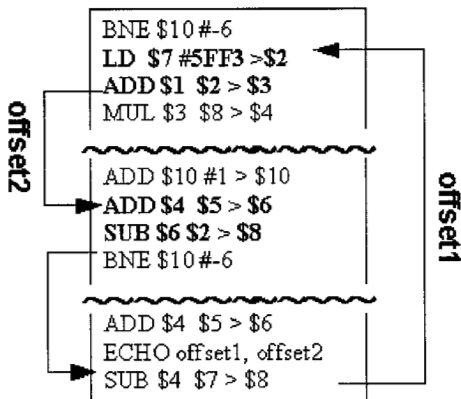 BNE $10 #-6
LD $7 #5FF3 >$2
ADD $1 $2 > $3
MUL $3 $8 > $4
ADD $10 #1 > $10
ADD $4 $5 > $6
SUB $6 $2 > $8
BNE $10 #-6
ADD $4 $5 > $6
ECHO offset1, offset2
SUB $4 $7 > $8
offset2
offset1